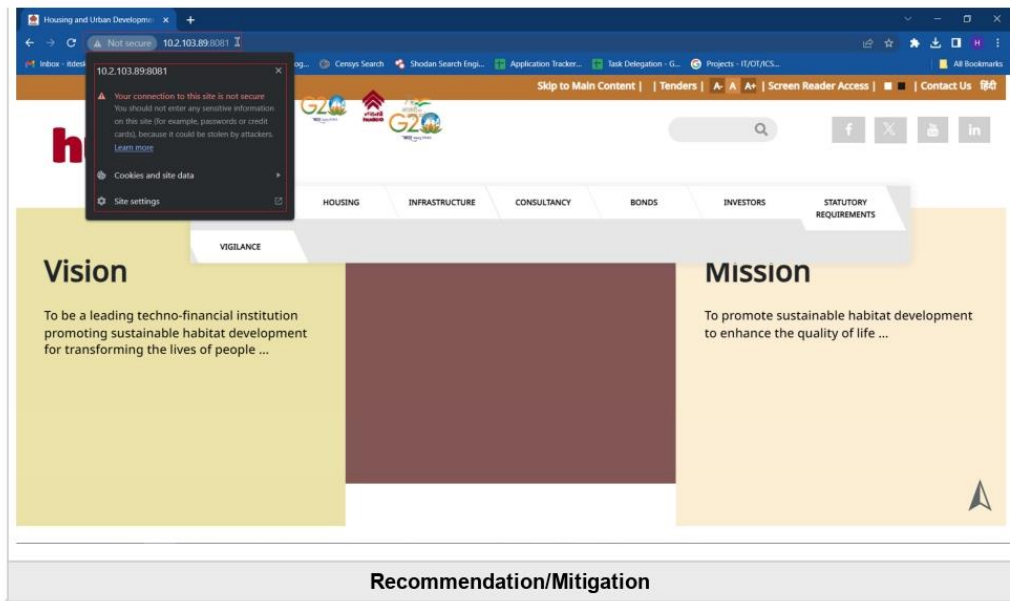 Housing and Urban Developme
Not secure 10.2.103.89:8081
Inbox - itdesk
og... Censys Search Shodan Search Engi... Application Tracker... Task Delegation - G... Projects - IT/OT/ICS... All Bookmarks
10.2.103.89:8081
Your connection to this site is not secure
You should not enter any sensitive information
on this site (for example, passwords or credit
cards), because it could be stolen by attackers.
Learn more
Cookies and site data
Site settings
Skip to Main Content | | Tenders | A- A A+ | Screen Reader Access | | Contact Us हिंदी
G20
G20
HOUSING INFRASTRUCTURE CONSULTANCY BONDS INVESTORS STATUTORY
REQUIREMENTS
VIGILANCE
Vision
To be a leading techno-financial institution
promoting sustainable habitat development
for transforming the lives of people ...
Mission
To promote sustainable habitat development
to enhance the quality of life ...
Recommendation/Mitigation